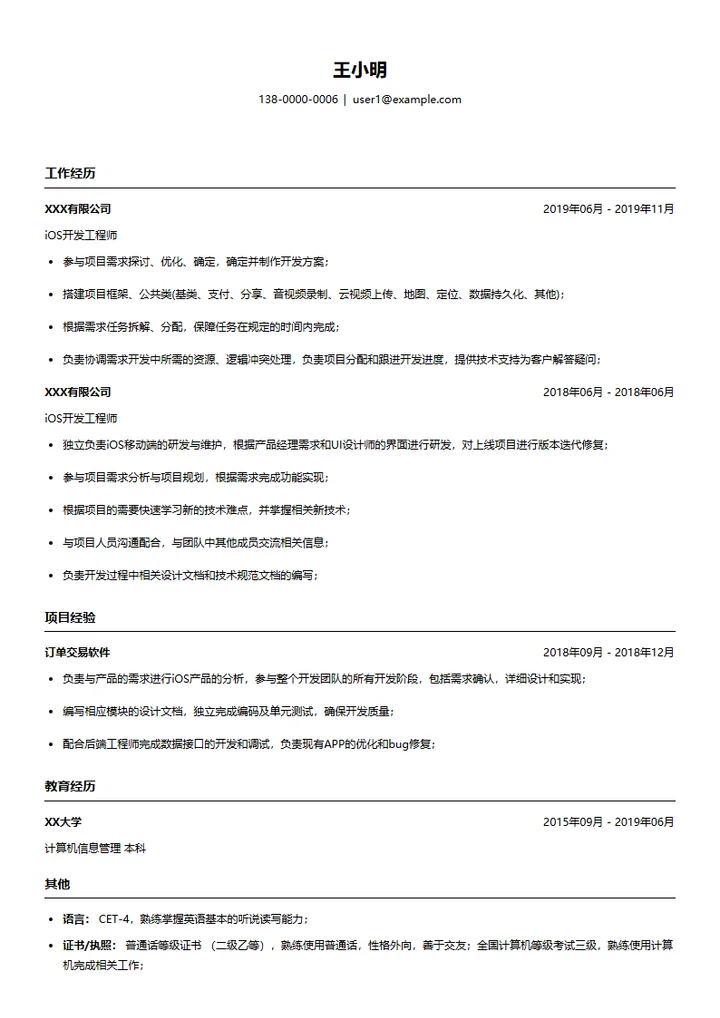 王小明
138-0000-0006 | user1@example.com
工作经历
XXX有限公司 2019年06月 - 2019年11月
iOS开发工程师
• 参与项目需求探讨、优化、确定，确定并制作开发方案；
• 搭建项目框架、公共类(基类、支付、分享、音视频录制、云视频上传、地图、定位、数据持久化、其他)；
• 根据需求任务拆解、分配，保障任务在规定的时间内完成；
• 负责协调需求开发中所需的资源、逻辑冲突处理，负责项目分配和跟进开发进度，提供技术支持为客户解答疑问；
XXX有限公司 2018年06月 - 2018年06月
iOS开发工程师
• 独立负责iOS移动端的研发与维护，根据产品经理需求和UI设计师的界面进行研发，对上线项目进行版本迭代修复；
• 参与项目需求分析与项目规划，根据需求完成功能实现；
• 根据项目的需要快速学习新的技术难点，并掌握相关新技术；
• 与项目人员沟通配合，与团队中其他成员交流相关信息；
• 负责开发过程中相关设计文档和技术规范文档的编写；
项目经验
订单交易软件 2018年09月 - 2018年12月
• 负责与产品的需求进行iOS产品的分析，参与整个开发团队的所有开发阶段，包括需求确认，详细设计和实现；
• 编写相应模块的设计文档，独立完成编码及单元测试，确保开发质量；
• 配合后端工程师完成数据接口的开发和调试，负责现有APP的优化和bug修复；
教育经历
XX大学 2015年09月 - 2019年06月
计算机信息管理 本科
其他
• 语言： CET-4，熟练掌握英语基本的听说读写能力；
• 证书/执照： 普通话等级证书 （二级乙等），熟练使用普通话，性格外向，善于交友；全国计算机等级考试三级，熟练使用计算
机完成相关工作；